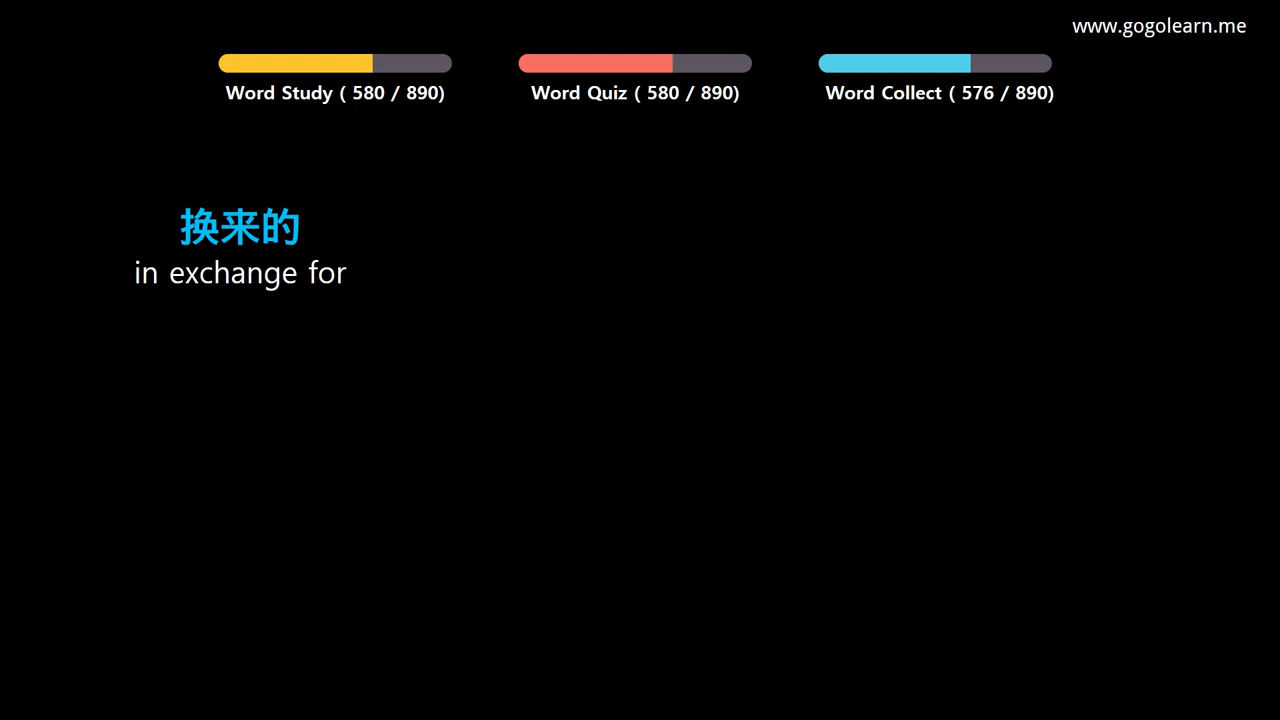 www.gogolearn.me
Word Study ( 580 / 890)
Word Quiz ( 580 / 890)
Word Collect ( 576 / 890)
换来的
in exchange for